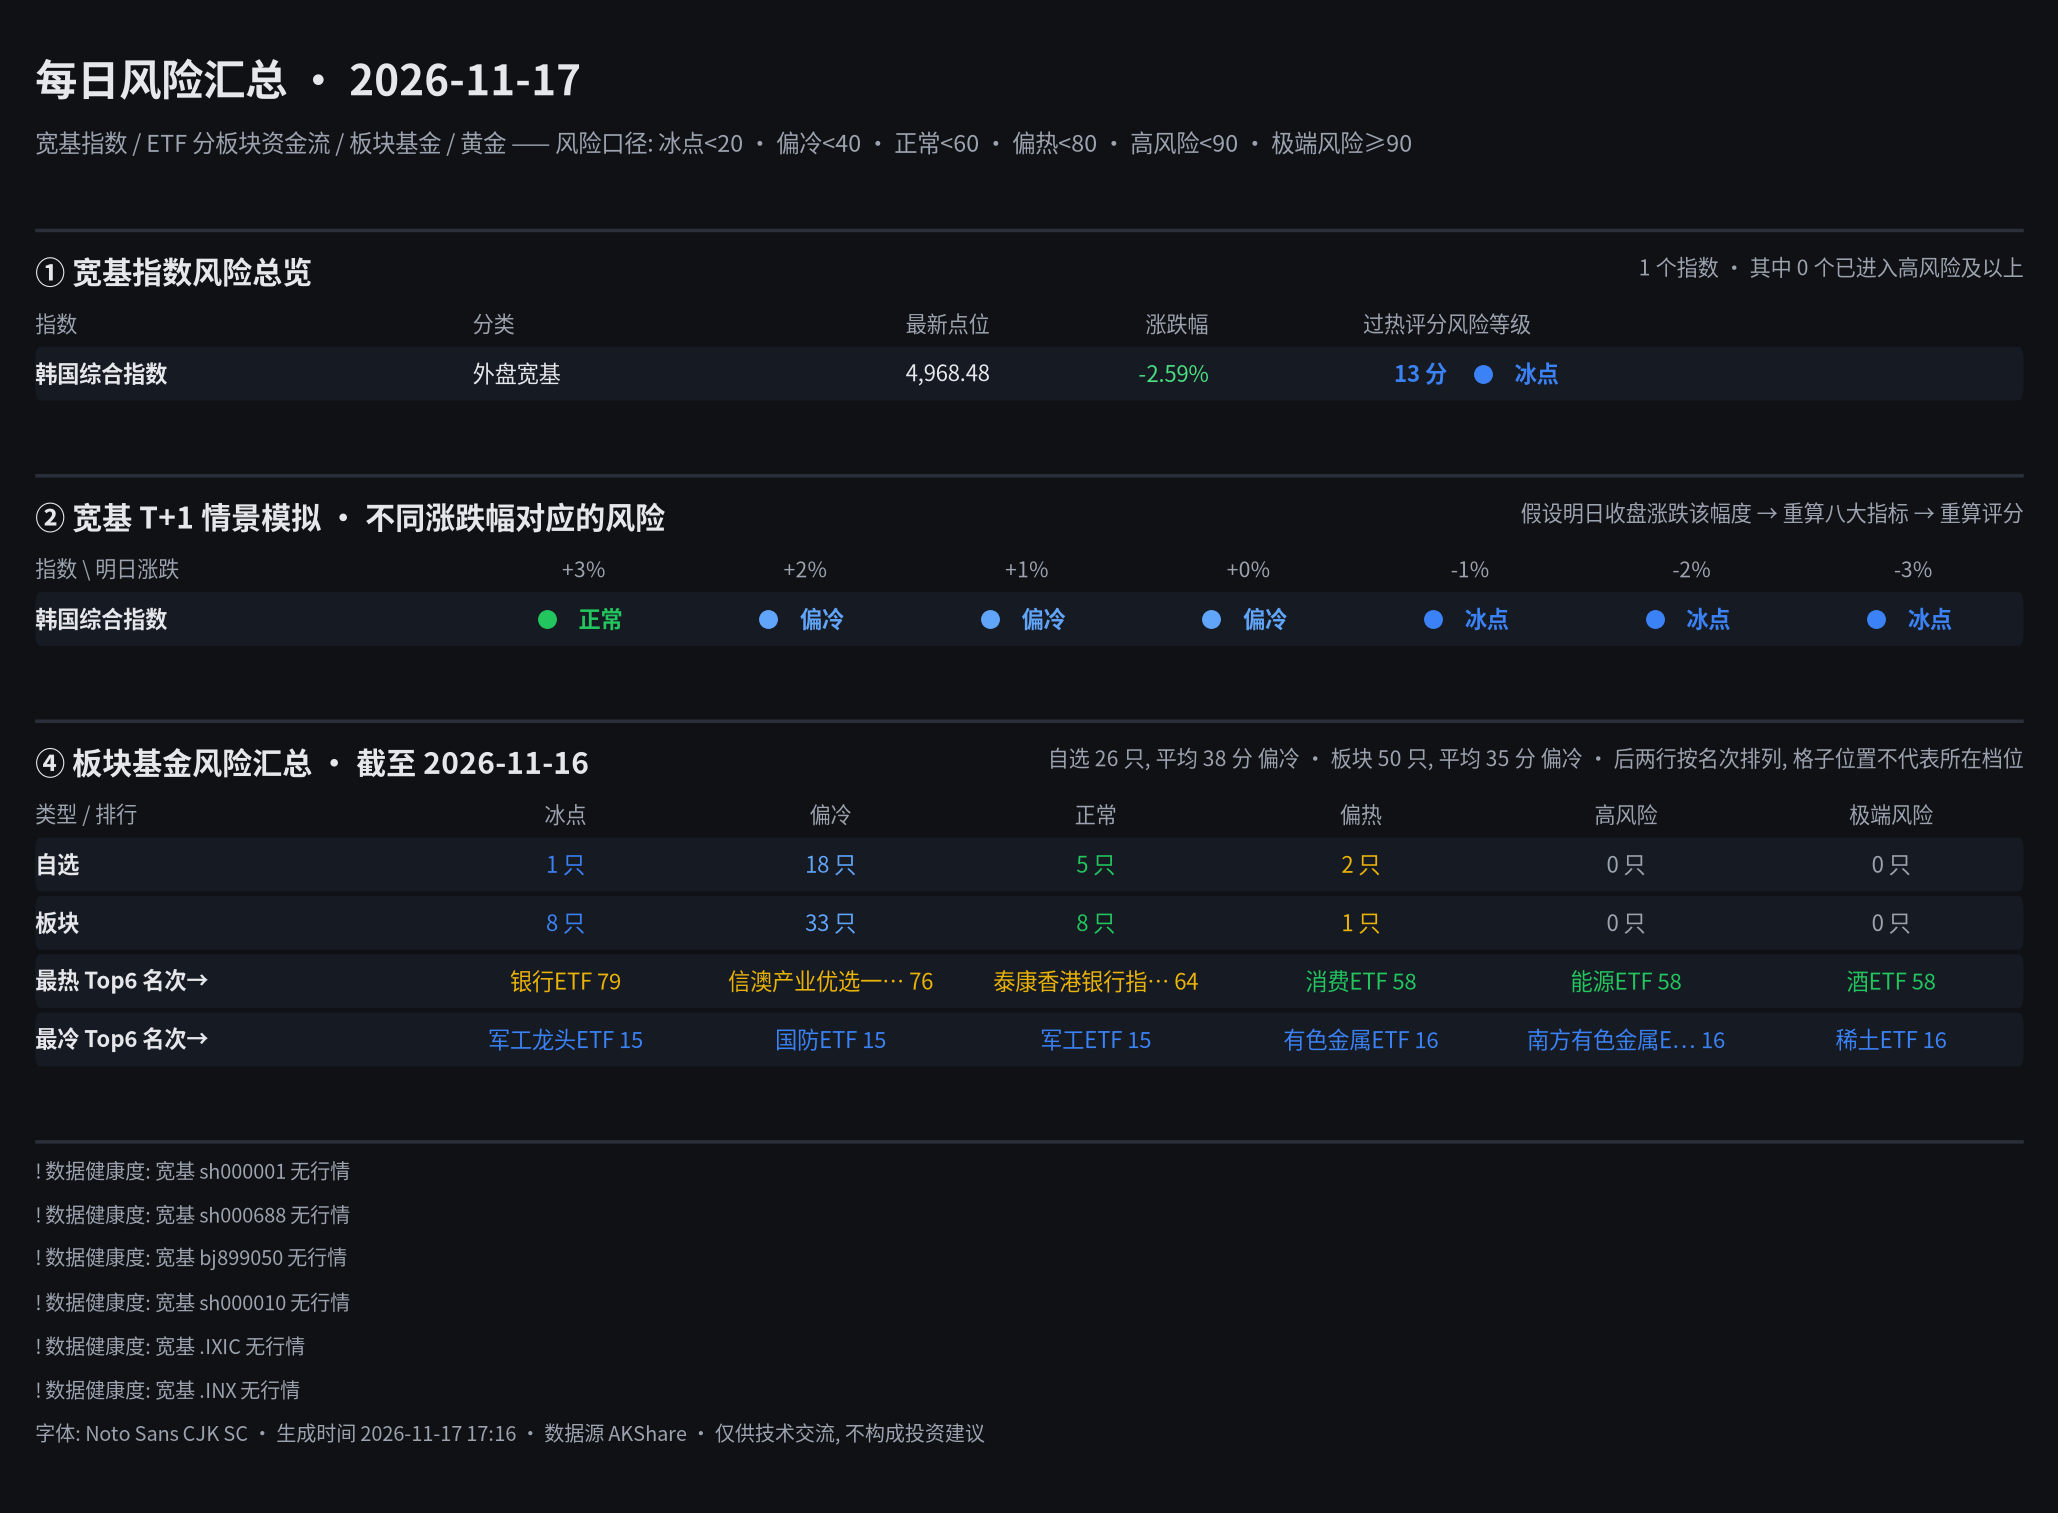 每日风险汇总 · 2026-11-17
宽基指数 / ETF 分板块资金流 / 板块基金 / 黄金 —— 风险口径: 冰点<20 · 偏冷<40 · 正常<60 · 偏热<80 · 高风险<90 · 极端风险≥90
① 宽基指数风险总览 1 个指数 · 其中 0 个已进入高风险及以上
指数 分类 最新点位 涨跌幅 过热评分 风险等级
韩国综合指数 外盘宽基 4,968.48 -2.59% 13 分 ● 冰点
② 宽基 T+1 情景模拟 · 不同涨跌幅对应的风险 假设明日收盘涨跌该幅度 → 重算八大指标 → 重算评分
指数 \ 明日涨跌 +3% +2% +1% +0% -1% -2% -3%
韩国综合指数 ● 正常 ● 偏冷 ● 偏冷 ● 偏冷 ● 冰点 ● 冰点 ● 冰点
④ 板块基金风险汇总 · 截至 2026-11-16 自选 26 只, 平均 38 分 偏冷 · 板块 50 只, 平均 35 分 偏冷 · 后两行按名次排列, 格子位置不代表所在档位
类型 / 排行 冰点 偏冷 正常 偏热 高风险 极端风险
自选 1 只 18 只 5 只 2 只 0 只 0 只
板块 8 只 33 只 8 只 1 只 0 只 0 只
最热 Top6 名次→ 银行ETF 79 信澳产业优选一… 76 泰康香港银行指… 64 消费ETF 58 能源ETF 58 酒ETF 58
最冷 Top6 名次→ 军工龙头ETF 15 国防ETF 15 军工ETF 15 有色金属ETF 16 南方有色金属E… 16 稀土ETF 16
! 数据健康度: 宽基 sh000001 无行情
! 数据健康度: 宽基 sh000688 无行情
! 数据健康度: 宽基 bj899050 无行情
! 数据健康度: 宽基 sh000010 无行情
! 数据健康度: 宽基 .IXIC 无行情
! 数据健康度: 宽基 .INX 无行情
字体: Noto Sans CJK SC · 生成时间 2026-11-17 17:16 · 数据源 AKShare · 仅供技术交流, 不构成投资建议